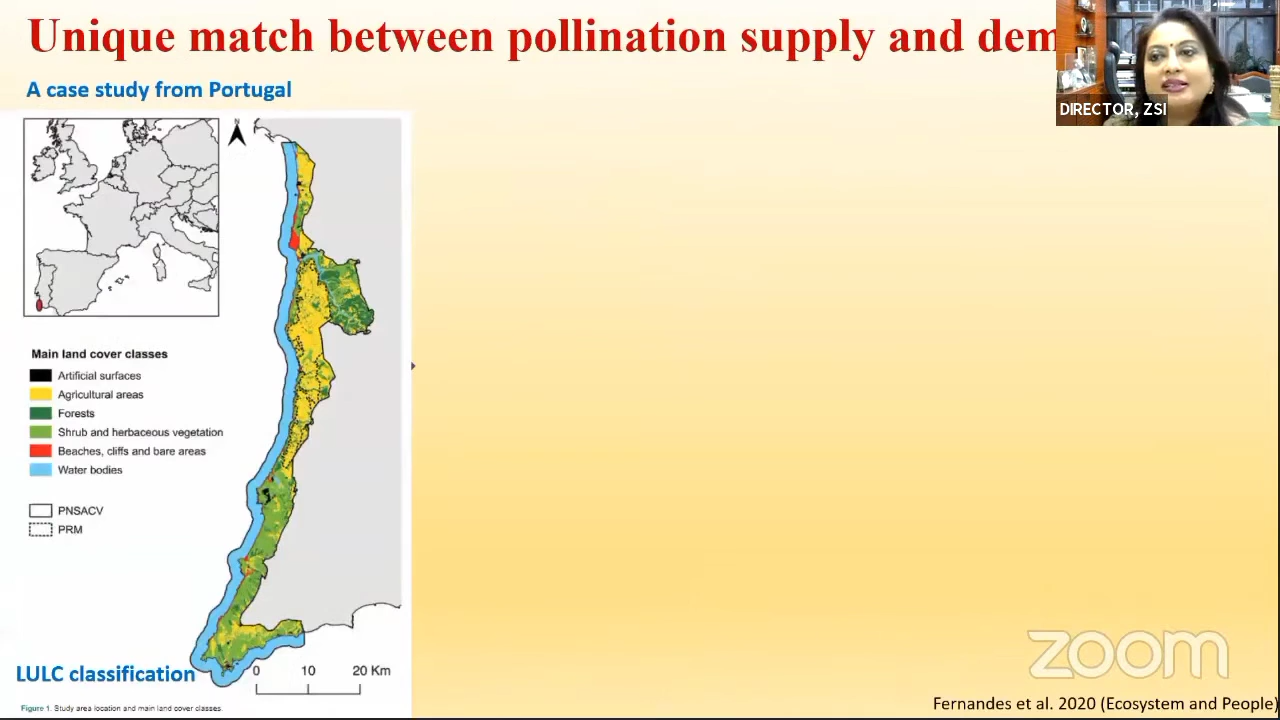 Unique match between pollination supply and dem
DIRECTOR, ZSI
A case study from Portugal
Main land cover classes
Artificial surfaces
Agricultural areas
Forests
Shrub and herbaceous vegetation
Beaches, cliffs and bare areas
Water bodies
PNSACV
PRM
LULC classification
0 10 20 Km
Figure 1. Study area location and main land cover classes.
zoom
Fernandes et al. 2020 (Ecosystem and People)